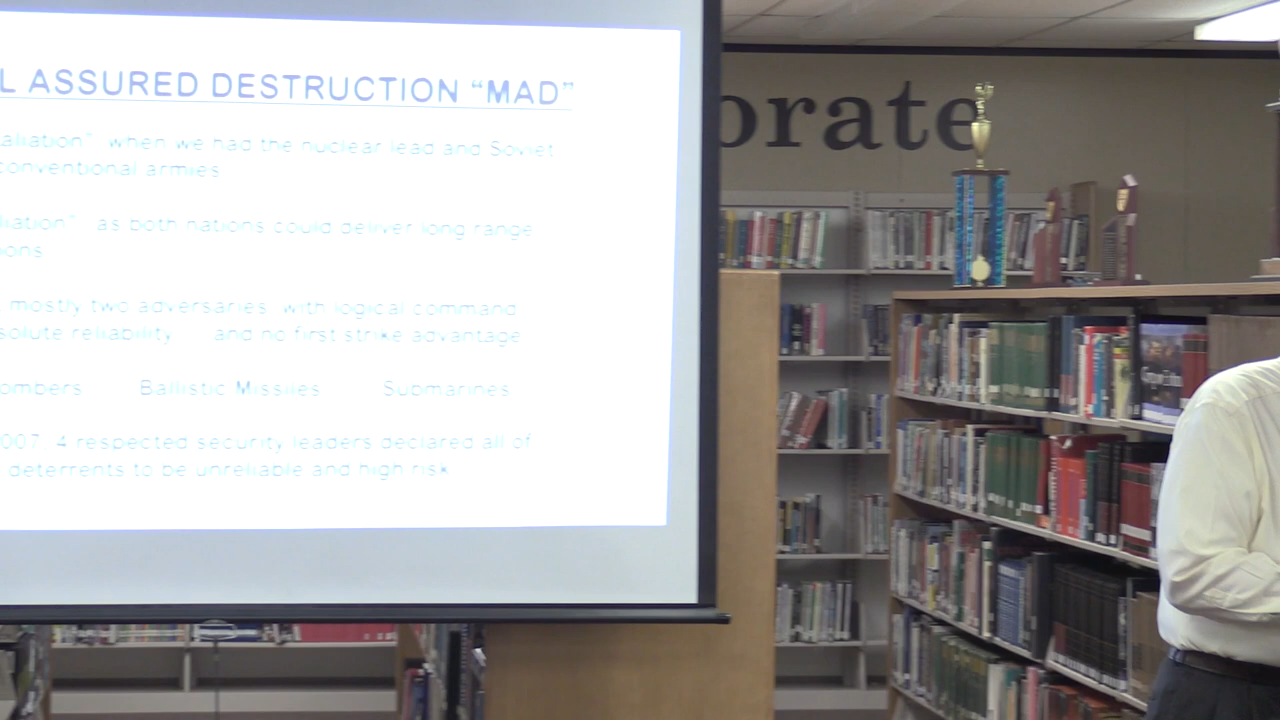 L ASSURED DESTRUCTION “MAD”
orate
aliation” when we had the nuclear lead and Soviet
conventional armies
liation” as both nations could deliver long range
ions
mostly two adversaries with logical command
solute reliability and no first strike advantage
ombers Ballistic Missiles Submarines
007, 4 respected security leaders declared all of
deterrents to be unreliable and high risk